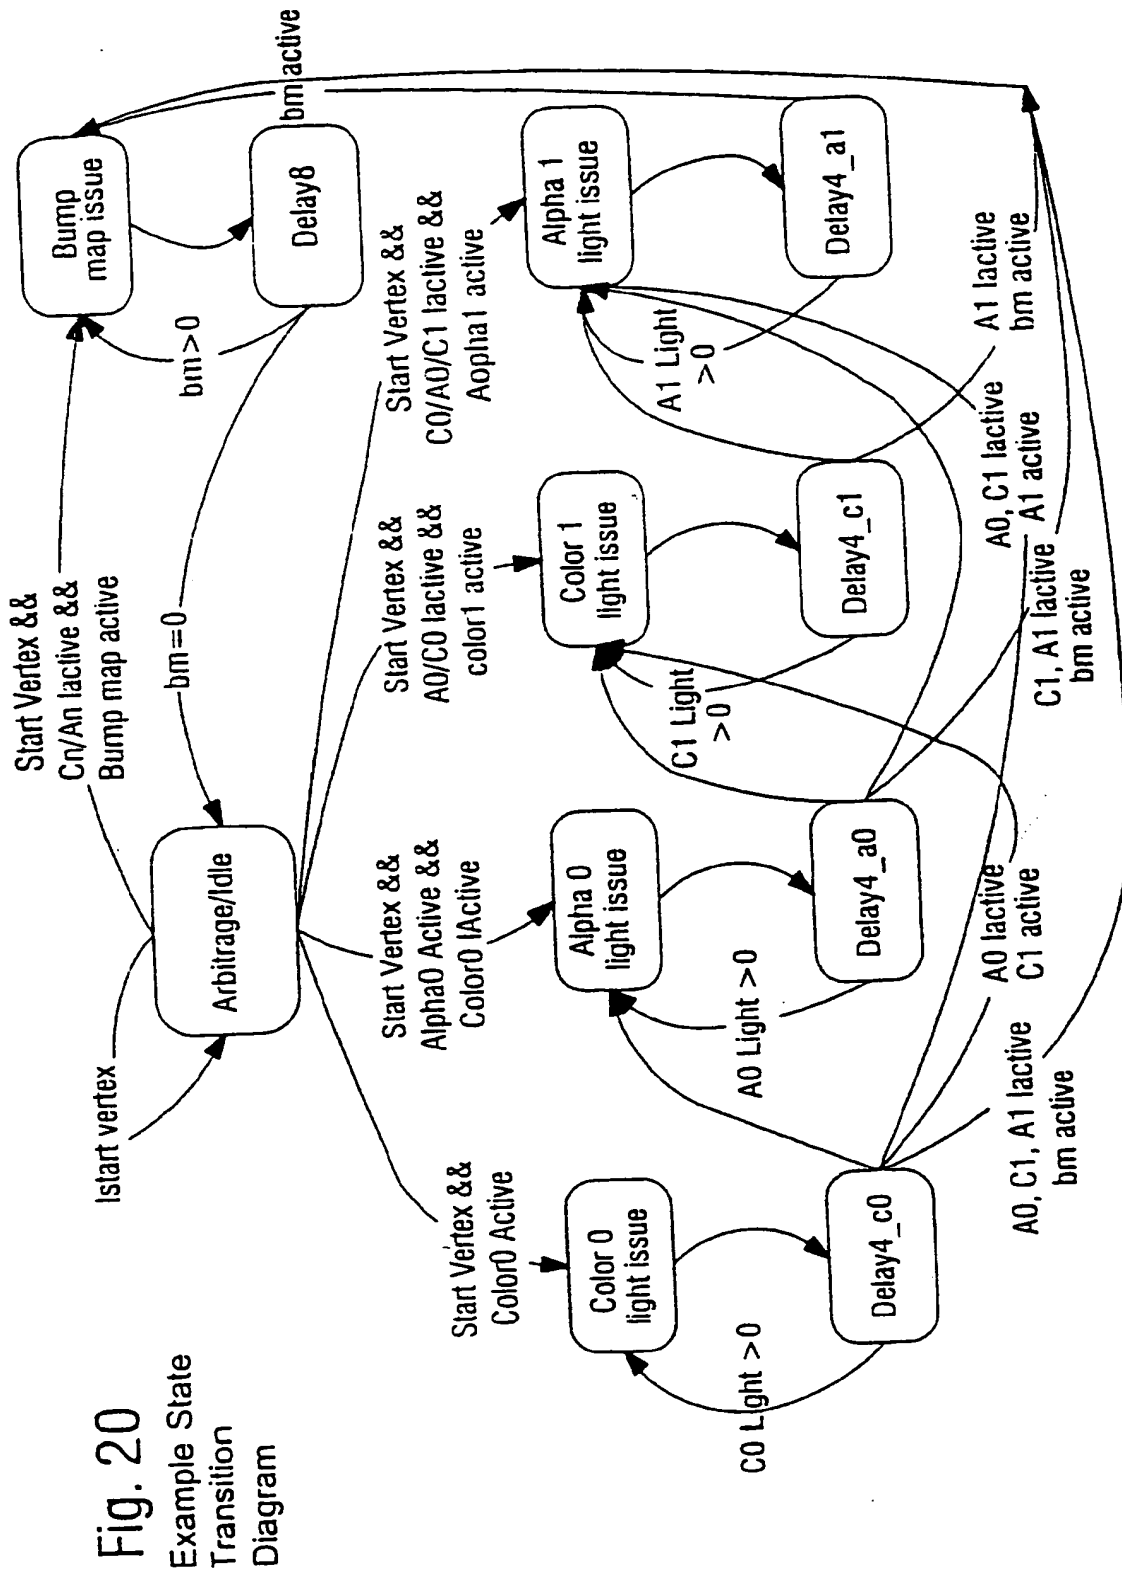 Fig. 20
Example State
Transition
Diagram
Istart vertex
Start Vertex &&
Cn/An Iactive &&
Bump map active
Bump
map issue
bm active
Arbitrage/Idle
bm=0
bm>0
Delay8
Start Vertex &&
Color0 Active
Start Vertex &&
Alpha0 Active &&
Color0 IActive
Start Vertex &&
A0/C0 Iactive &&
color1 active
Start Vertex &&
C0/A0/C1 Iactive &&
Aopha1 active
Color 0
light issue
Alpha 0
light issue
Color 1
light issue
Alpha 1
light issue
C0 Light >0
A0 Light >0
C1 Light
>0
A1 Light
>0
Delay4_c0
Delay4_a0
Delay4_c1
Delay4_a1
A0, C1, A1 Iactive
bm active
A0 Iactive
C1 active
A0, C1 Iactive
A1 active
C1, A1 Iactive
bm active
A1 Iactive
bm active